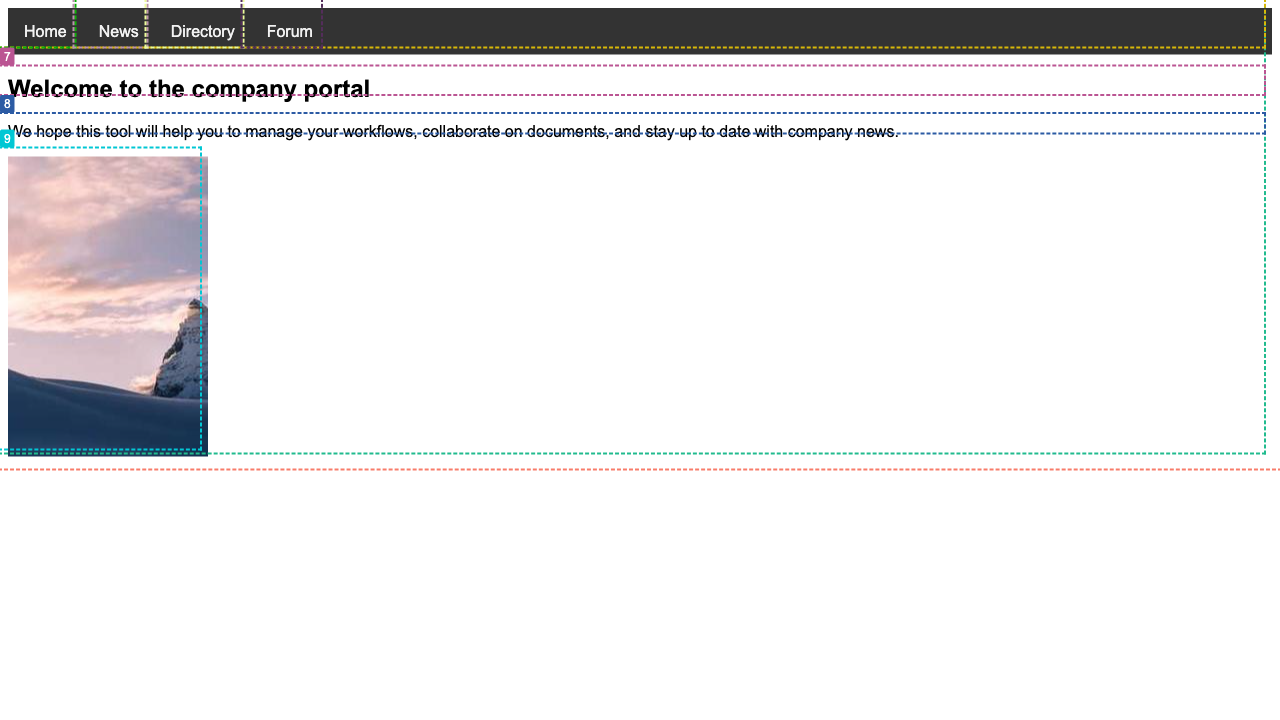 Home News Directory Forum
7
Welcome to the company portal
8
We hope this tool will help you to manage your workflows, collaborate on documents, and stay up to date with company news.
9